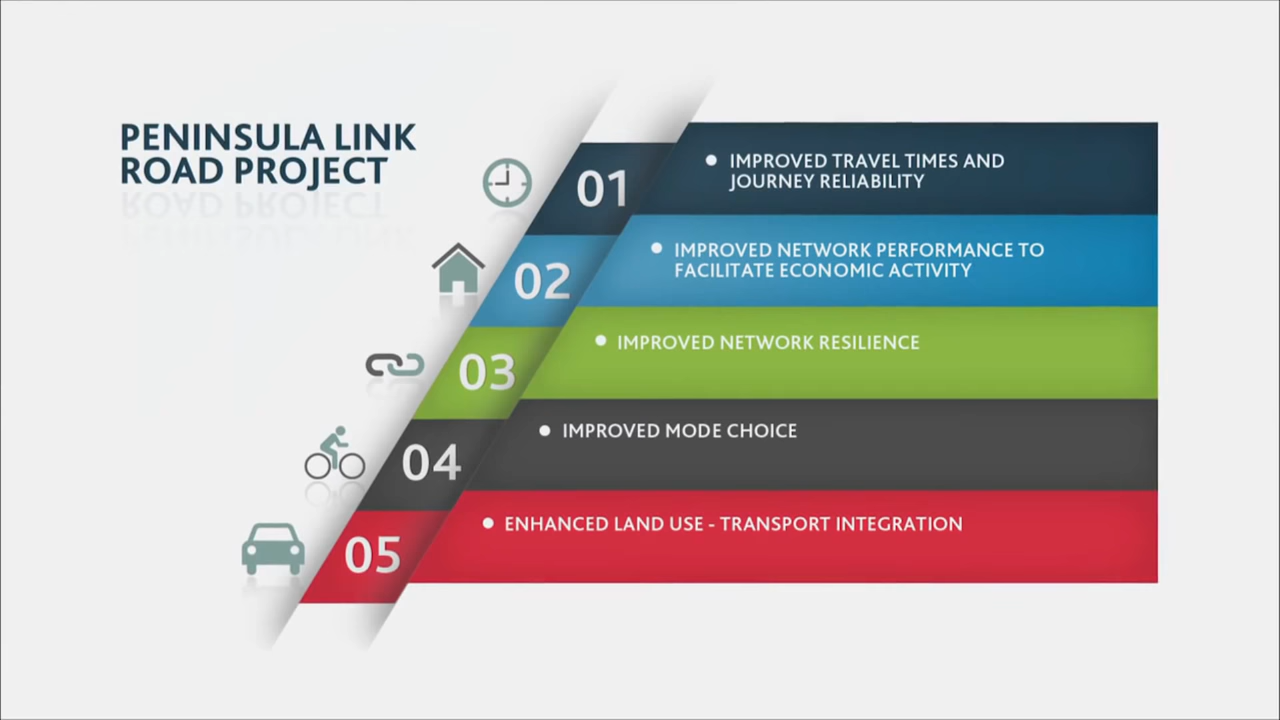 PENINSULA LINK
ROAD PROJECT
01
IMPROVED TRAVEL TIMES AND
JOURNEY RELIABILITY
02
IMPROVED NETWORK PERFORMANCE TO
FACILITATE ECONOMIC ACTIVITY
03
IMPROVED NETWORK RESILIENCE
04
IMPROVED MODE CHOICE
05
ENHANCED LAND USE - TRANSPORT INTEGRATION